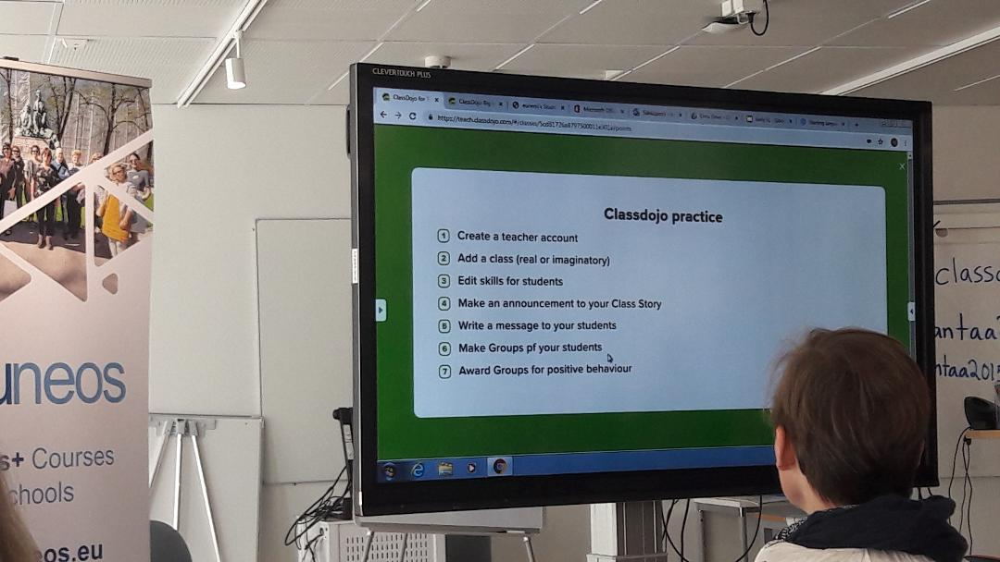 CLEVERTOUCH PLUS
ClassDojo for
https://teach.classdojo.com/#/classes/
Classdojo practice
1 Create a teacher account
2 Add a class (real or imaginatory)
3 Edit skills for students
4 Make an announcement to your Class Story
5 Write a message to your students
6 Make Groups pf your students
7 Award Groups for positive behaviour
uneos
s+ Courses
chools
eos.eu
class
antaa
ntaa201